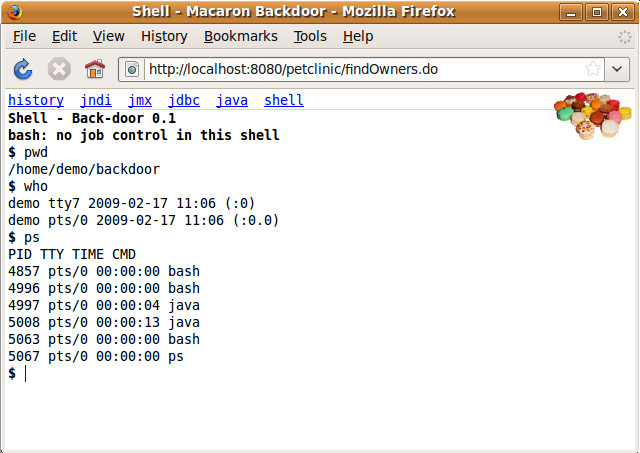 Shell - Macaron Backdoor - Mozilla Firefox
File Edit View History Bookmarks Tools Help
http://localhost:8080/petclinic/findOwners.do
history jndi jmx jdbc java shell
Shell - Back-door 0.1
bash: no job control in this shell
$ pwd
/home/demo/backdoor
$ who
demo tty7 2009-02-17 11:06 (:0)
demo pts/0 2009-02-17 11:06 (:0.0)
$ ps
PID TTY TIME CMD
4857 pts/0 00:00:00 bash
4996 pts/0 00:00:00 bash
4997 pts/0 00:00:04 java
5008 pts/0 00:00:13 java
5063 pts/0 00:00:00 bash
5067 pts/0 00:00:00 ps
$